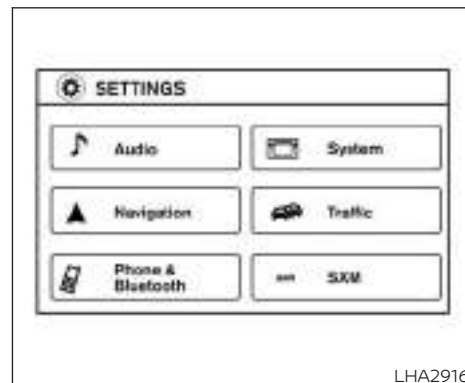 SETTINGS
Audio
System
Navigation
Traffic
Phone &
Bluetooth
SXM
LHA2916